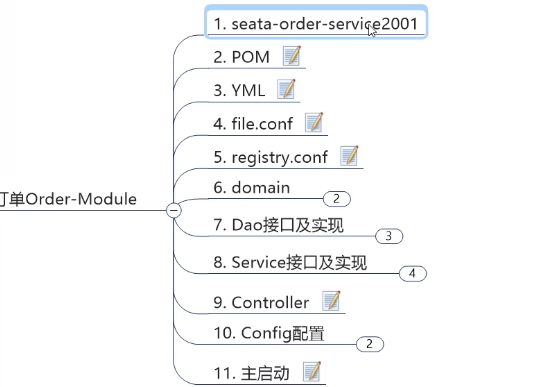 1. seata-order-service2001
2. POM
3. YML
4. file.conf
5. registry.conf
订单Order-Module
6. domain
2
7. Dao接口及实现
3
8. Service接口及实现
4
9. Controller
10. Config配置
2
11. 主启动